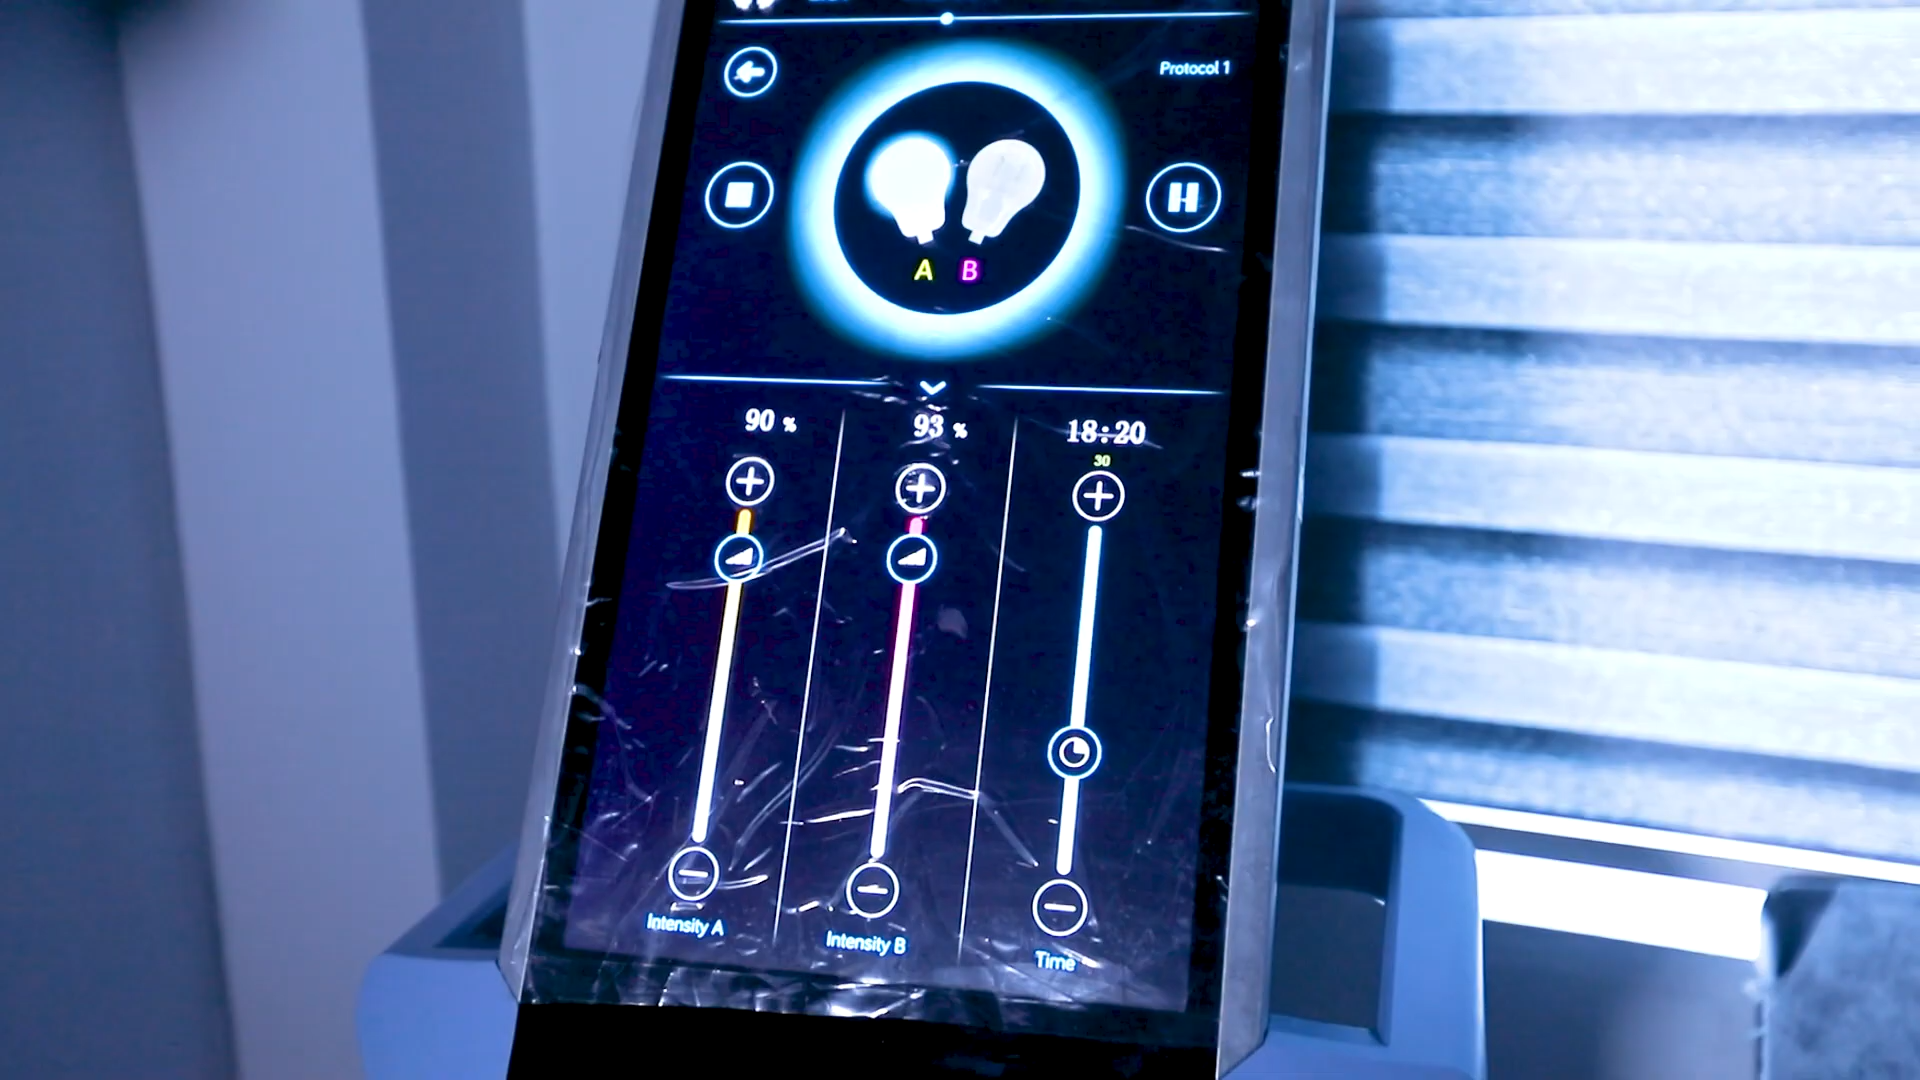 Protocol 1
A B
90 % 93 % 18:20
30
Intensity A Intensity B Time